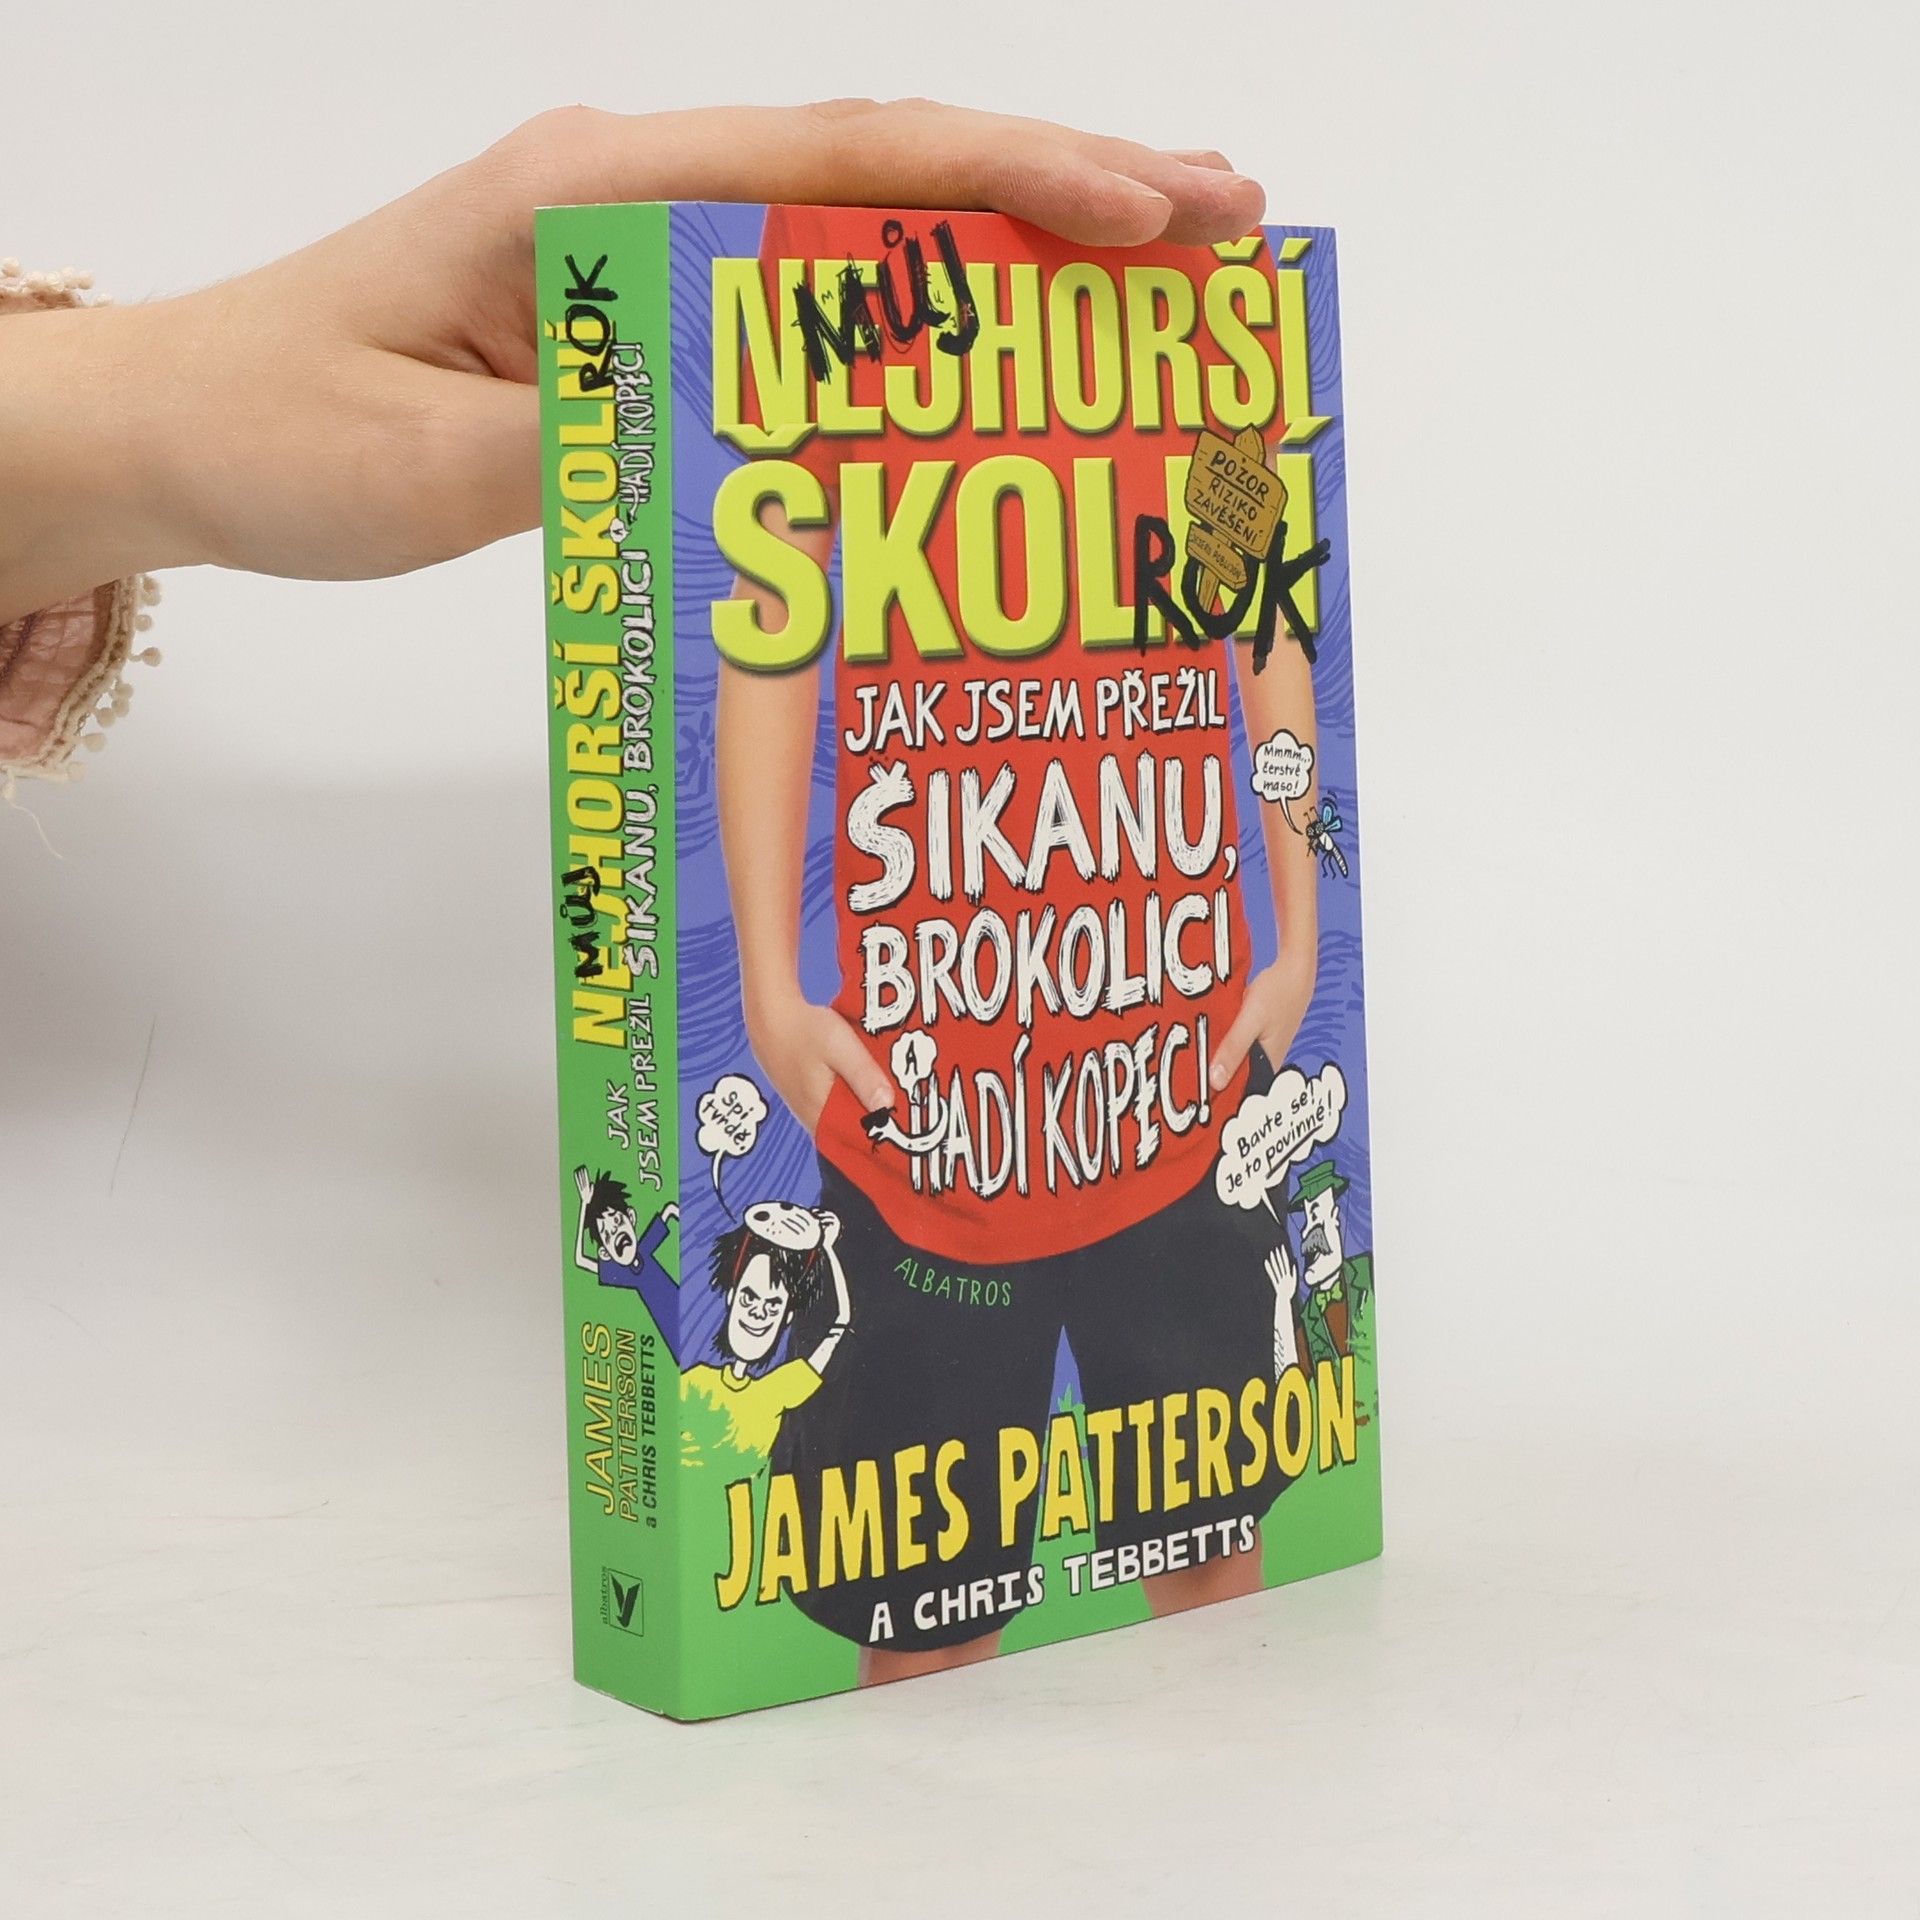 MŮJ
NEJHORŠÍ
ŠKOLNÍ
ROK
POZOR
RIZIKO
ZAVĚŠENÍ
JAK JSEM PŘEŽIL
ŠIKANU,
BROKOLICI
A
HADÍ KOPEC!
Mmmm...
čerstvé
maso!
Spi
tvrdě.
Bavte se!
Je to povinné!
ALBATROS
JAMES PATTERSON
A CHRIS TEBBETTS
MŮJ
NEJHORŠÍ ŠKOLNÍ
ROK
JAK
JSEM PŘEŽIL ŠIKANU, BROKOLICI A HADÍ KOPEC!
JAMES
PATTERSON
a CHRIS TEBBETTS
albatros